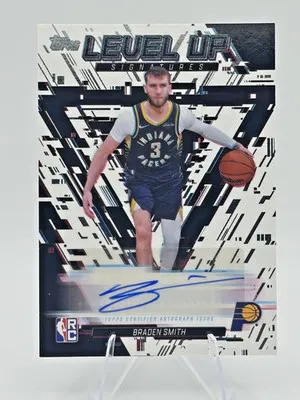 Topps
LEVEL UP
SIGNATURES
INDIANA
3
PACERS
TOPPS CERTIFIED AUTOGRAPH ISSUE
RC
BRADEN SMITH